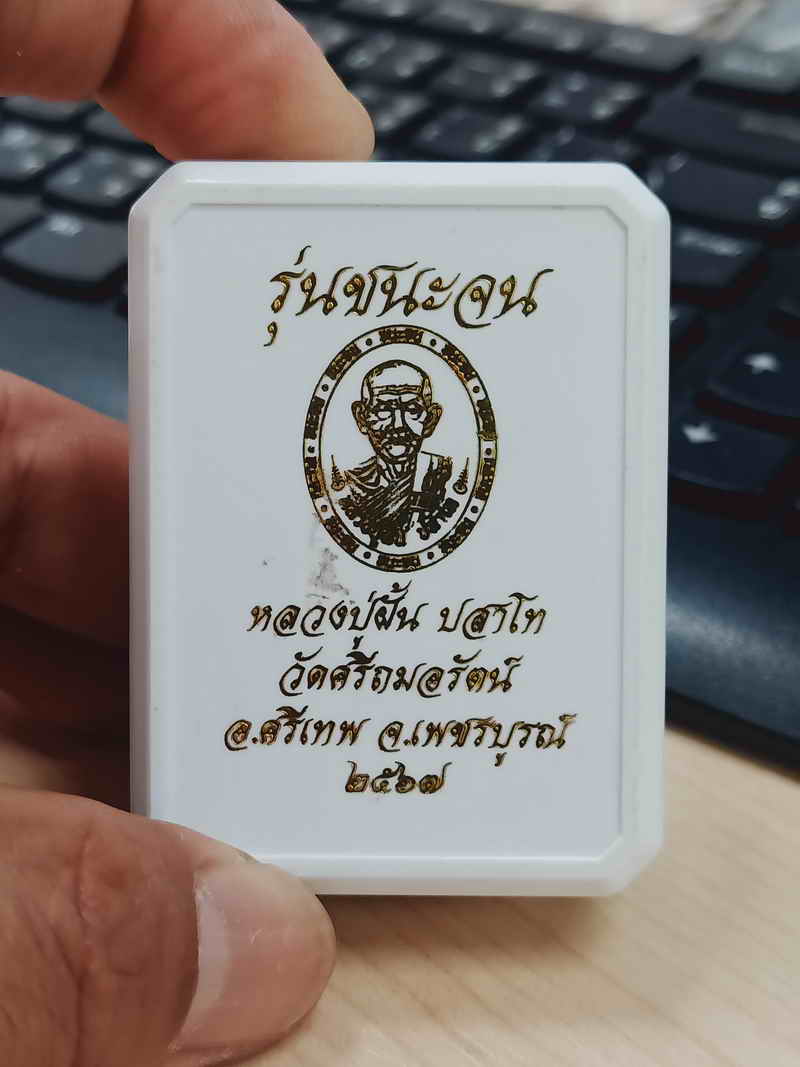 รุ่นชนะจน
หลวงปู่ฝั้น ปสาโท
วัดศรีถมอรัตน์
อ.ศรีเทพ จ.เพชรบูรณ์
๒๕๖๗